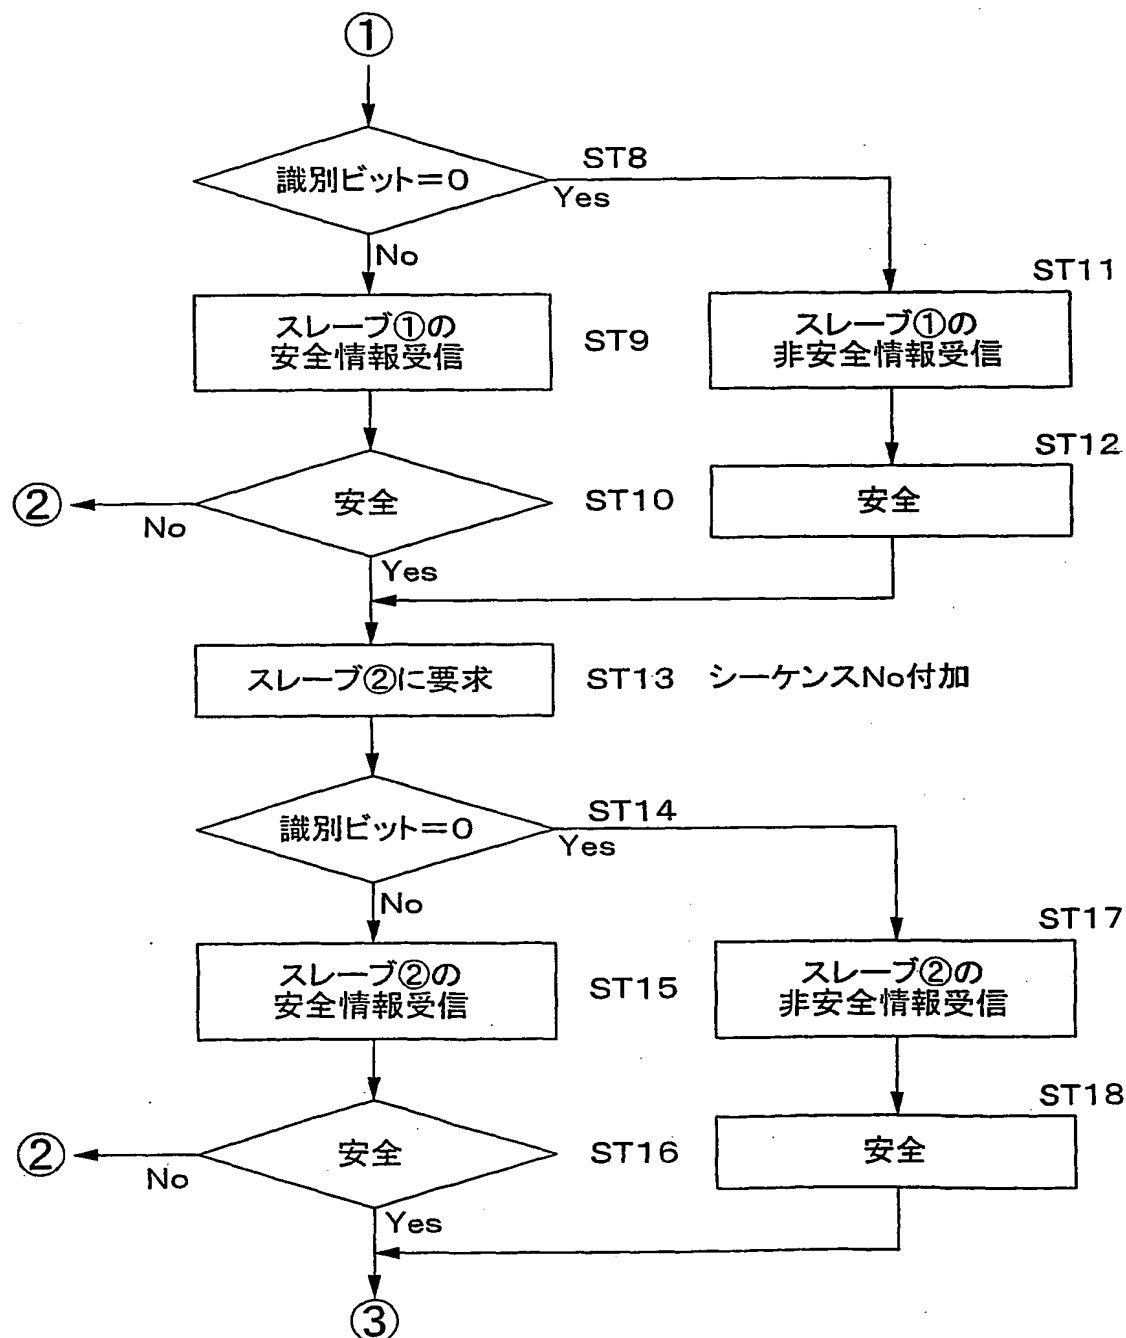 ①
識別ビット=0
ST8
Yes
No
スレーブ①の
安全情報受信
ST9
ST11
スレーブ①の
非安全情報受信
②
No
安全
ST10
Yes
ST12
安全
スレーブ②に要求
ST13 シーケンスNo付加
識別ビット=0
ST14
Yes
No
スレーブ②の
安全情報受信
ST15
ST17
スレーブ②の
非安全情報受信
②
No
安全
ST16
Yes
ST18
安全
③